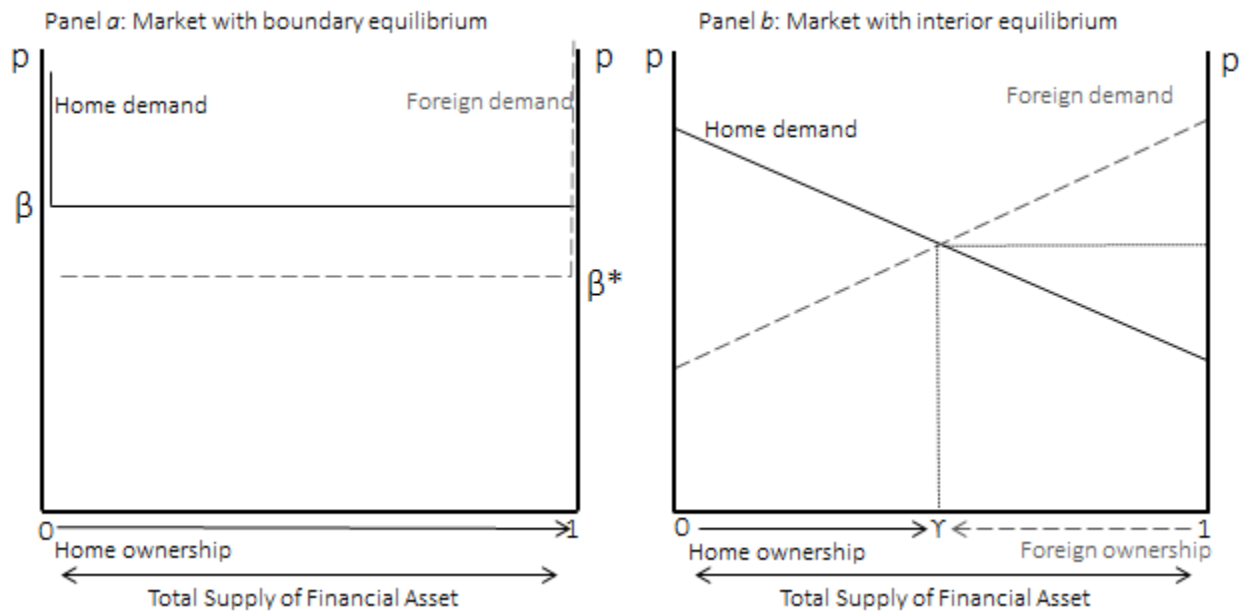 Panel a: Market with boundary equilibrium
p
p
Home demand
Foreign demand
β
β*
0
1
Home ownership
Total Supply of Financial Asset
Panel b: Market with interior equilibrium
p
p
Foreign demand
Home demand
0
ϒ
1
Home ownership
Foreign ownership
Total Supply of Financial Asset